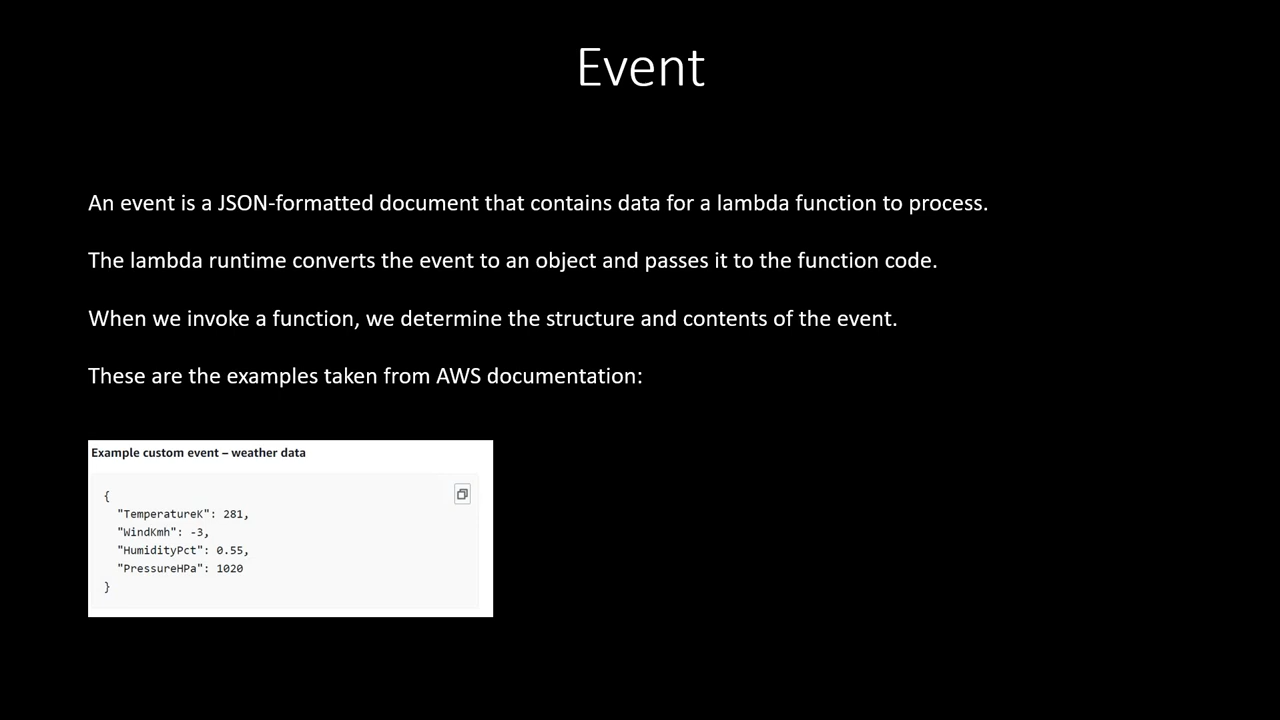 Event
An event is a JSON-formatted document that contains data for a lambda function to process.
The lambda runtime converts the event to an object and passes it to the function code.
When we invoke a function, we determine the structure and contents of the event.
These are the examples taken from AWS documentation:
Example custom event – weather data
{
"TemperatureK": 281,
"WindKmh": -3,
"HumidityPct": 0.55,
"PressureHPa": 1020
}